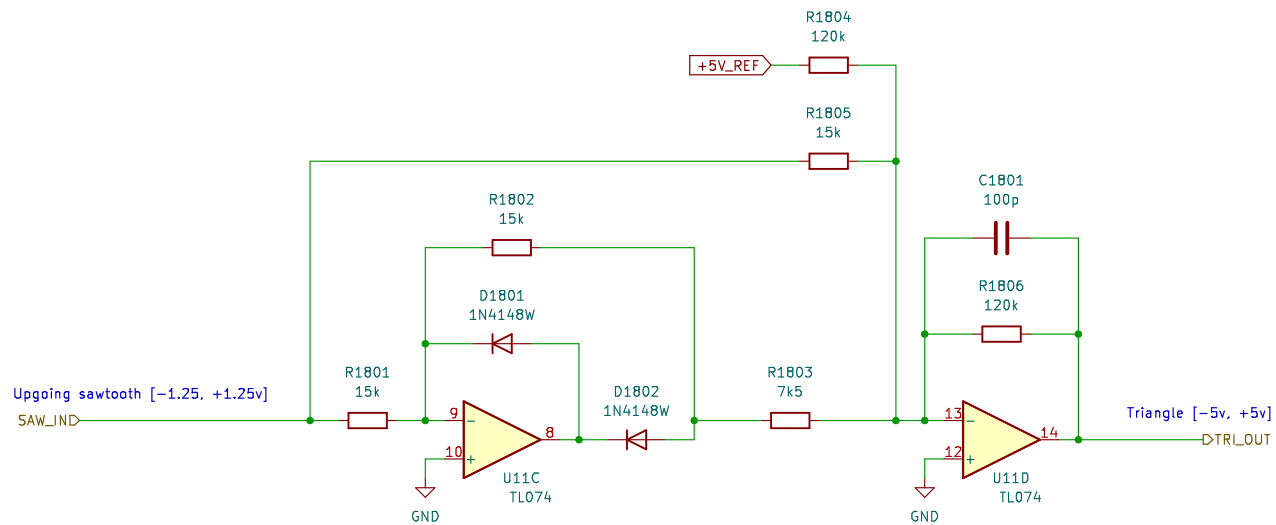 R1804
120k
+5V_REF
R1805
15k
C1801
100p
R1802
15k
R1806
120k
D1801
1N4148W
R1801
15k
R1803
7k5
D1802
1N4148W
Upgoing sawtooth [-1.25, +1.25v]
Triangle [-5v, +5v]
SAW_IN
9
-
8
10
+
13
-
14
12
+
TRI_OUT
U11C
TL074
U11D
TL074
GND
GND